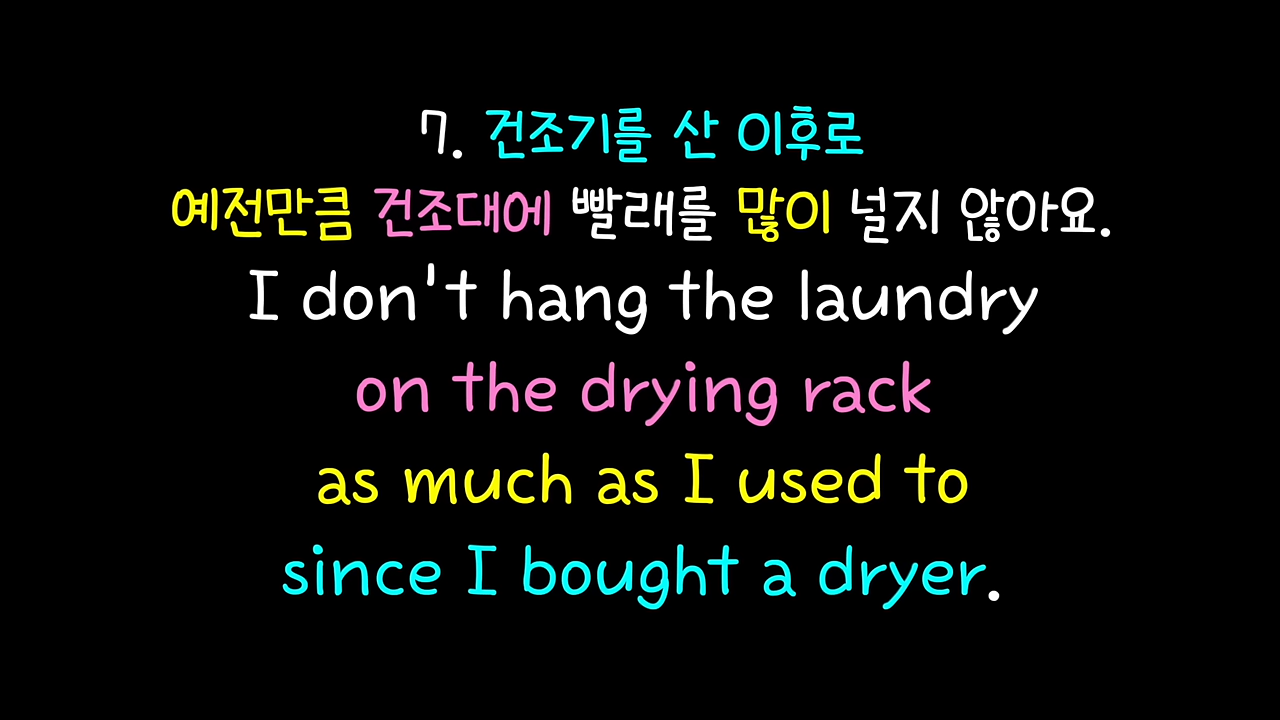 7. 건조기를 산 이후로
예전만큼 건조대에 빨래를 많이 널지 않아요.
I don't hang the laundry
on the drying rack
as much as I used to
since I bought a dryer.